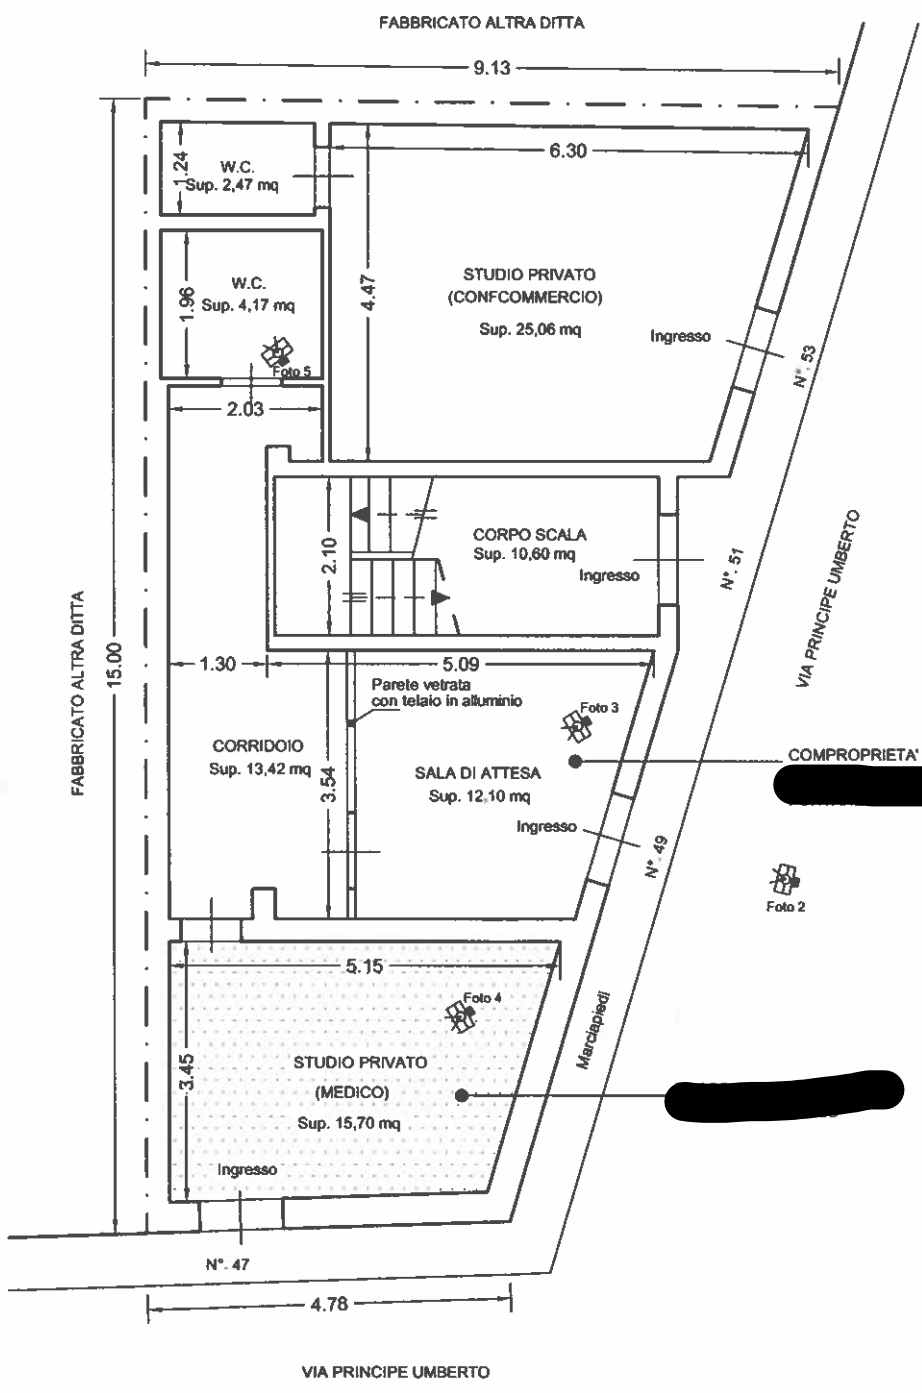 FABBRICATO ALTRA DITTA
9.13
6.30
1.24
W.C.
Sup. 2,47 mq
4.47
STUDIO PRIVATO
(CONFCOMMERCIO)
Sup. 25,06 mq
Ingresso
N°. 53
1.96
W.C.
Sup. 4,17 mq
Foto 5
2.03
2.10
CORPO SCALA
Sup. 10,60 mq
Ingresso
N°. 51
VIA PRINCIPE UMBERTO
FABBRICATO ALTRA DITTA
15.00
1.30
5.09
Parete vetrata
con telaio in alluminio
Foto 3
CORRIDOIO
Sup. 13,42 mq
3.54
SALA DI ATTESA
Sup. 12,10 mq
COMPROPRIETA'
Ingresso
N°. 49
Foto 2
5.15
Foto 4
Marciapiedi
3.45
STUDIO PRIVATO
(MEDICO)
Sup. 15,70 mq
Ingresso
N°. 47
4.78
VIA PRINCIPE UMBERTO